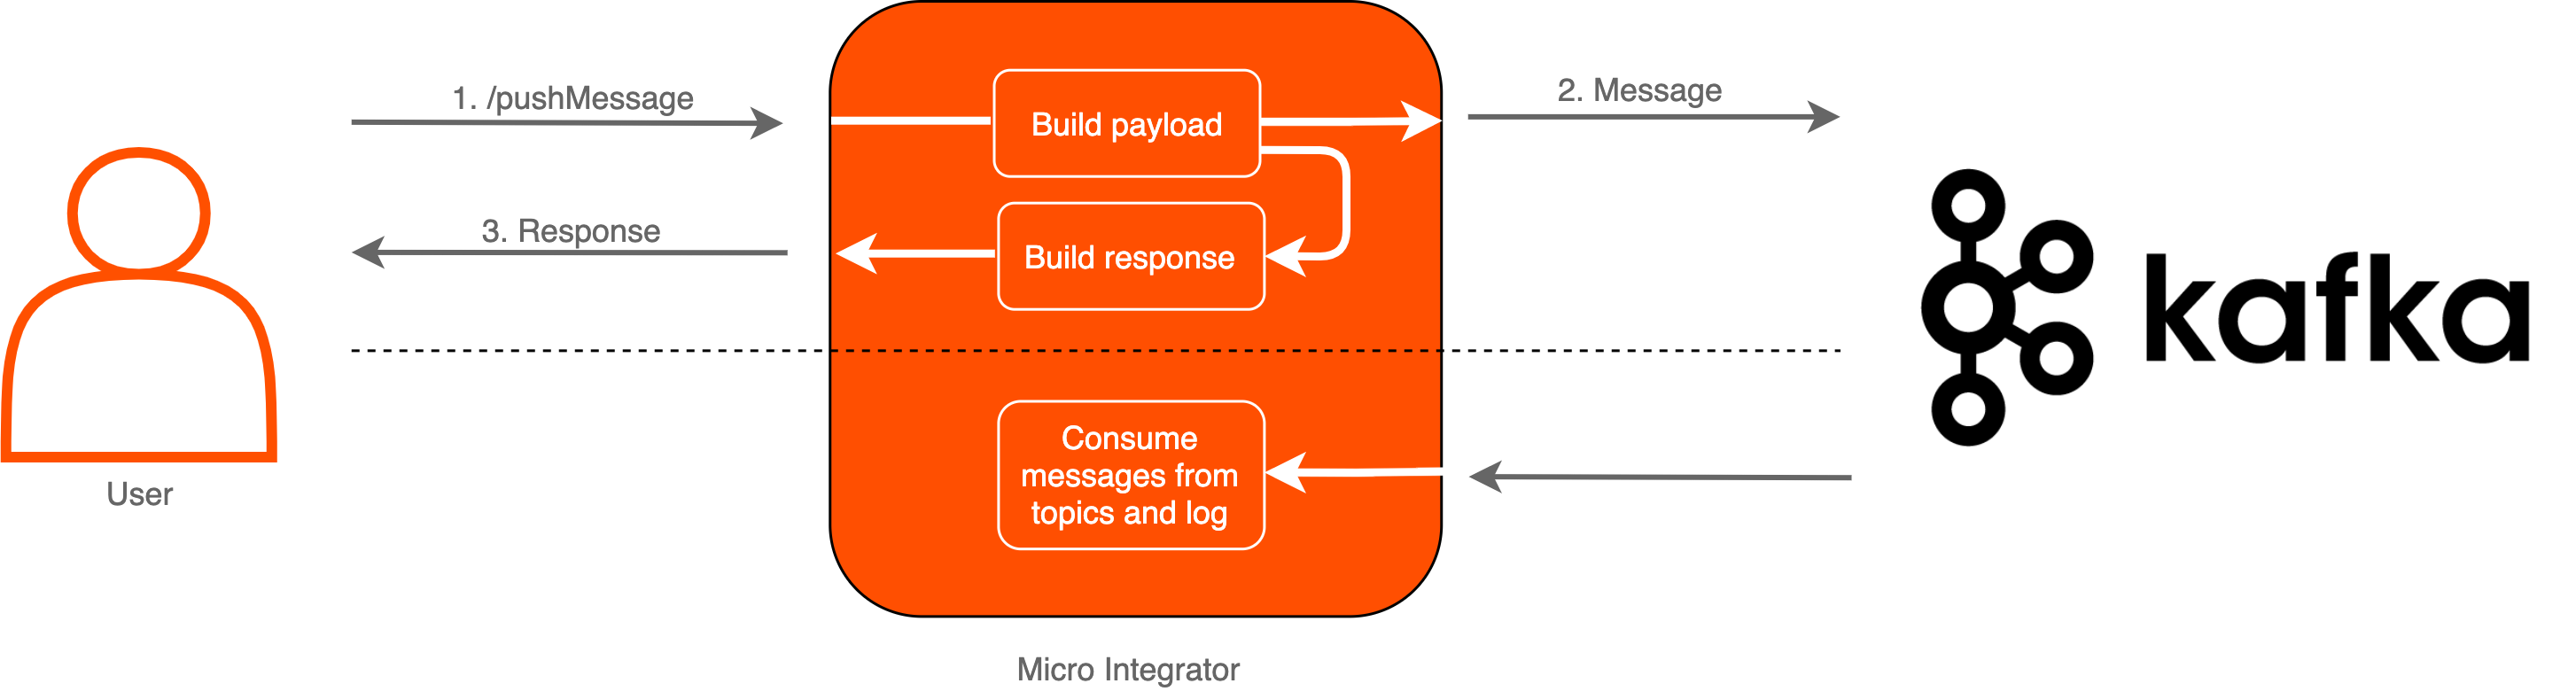 1. /pushMessage
Build payload
2. Message
3. Response
Build response
kafka
Consume
messages from
topics and log
User
Micro Integrator